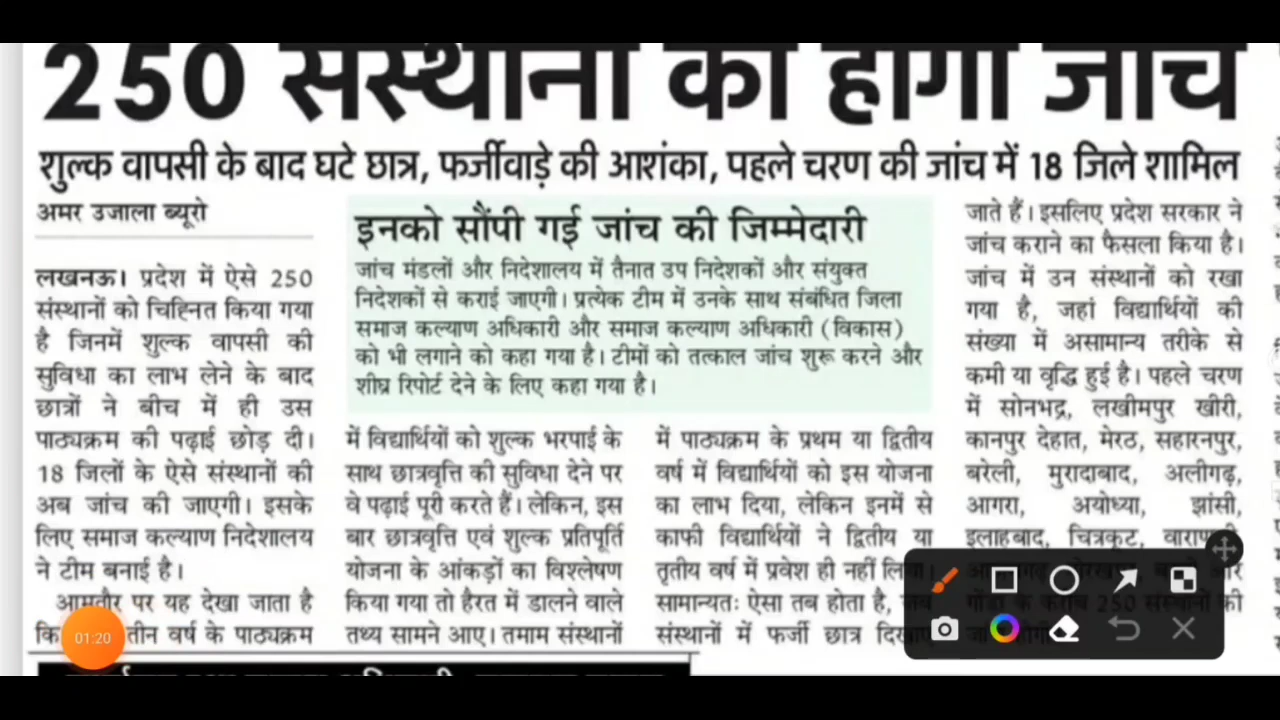 250 संस्थानों की होगी जांच
शुल्क वापसी के बाद घटे छात्र, फर्जीवाड़े की आशंका, पहले चरण की जांच में 18 जिले शामिल
अमर उजाला ब्यूरो
लखनऊ। प्रदेश में ऐसे 250
संस्थानों को चिह्नित किया गया
है जिनमें शुल्क वापसी की
सुविधा का लाभ लेने के बाद
छात्रों ने बीच में ही उस
पाठ्यक्रम की पढ़ाई छोड़ दी।
18 जिलों के ऐसे संस्थानों की
अब जांच की जाएगी। इसके
लिए समाज कल्याण निदेशालय
ने टीम बनाई है।
आमतौर पर यह देखा जाता है
कि तीन वर्ष के पाठ्यक्रम
इनको सौंपी गई जांच की जिम्मेदारी
जांच मंडलों और निदेशालय में तैनात उप निदेशकों और संयुक्त
निदेशकों से कराई जाएगी। प्रत्येक टीम में उनके साथ संबंधित जिला
समाज कल्याण अधिकारी और समाज कल्याण अधिकारी (विकास)
को भी लगाने को कहा गया है। टीमों को तत्काल जांच शुरू करने और
शीघ्र रिपोर्ट देने के लिए कहा गया है।
में विद्यार्थियों को शुल्क भरपाई के
साथ छात्रवृत्ति की सुविधा देने पर
वे पढ़ाई पूरी करते हैं। लेकिन, इस
बार छात्रवृत्ति एवं शुल्क प्रतिपूर्ति
योजना के आंकड़ों का विश्लेषण
किया गया तो हैरत में डालने वाले
तथ्य सामने आए। तमाम संस्थानों
में पाठ्यक्रम के प्रथम या द्वितीय
वर्ष में विद्यार्थियों को इस योजना
का लाभ दिया, लेकिन इनमें से
काफी विद्यार्थियों ने द्वितीय या
तृतीय वर्ष में प्रवेश ही नहीं लिया।
सामान्यतः ऐसा तब होता है, जब
संस्थानों में फर्जी छात्र दिखाए
जाते हैं। इसलिए प्रदेश सरकार ने
जांच कराने का फैसला किया है।
जांच में उन संस्थानों को रखा
गया है, जहां विद्यार्थियों की
संख्या में असामान्य तरीके से
कमी या वृद्धि हुई है। पहले चरण
में सोनभद्र, लखीमपुर खीरी,
कानपुर देहात, मेरठ, सहारनपुर,
बरेली, मुरादाबाद, अलीगढ़,
आगरा, अयोध्या, झांसी,
इलाहबाद, चित्रकूट,
और
गोंडा के करीब 250 संस्थानों की
01:20